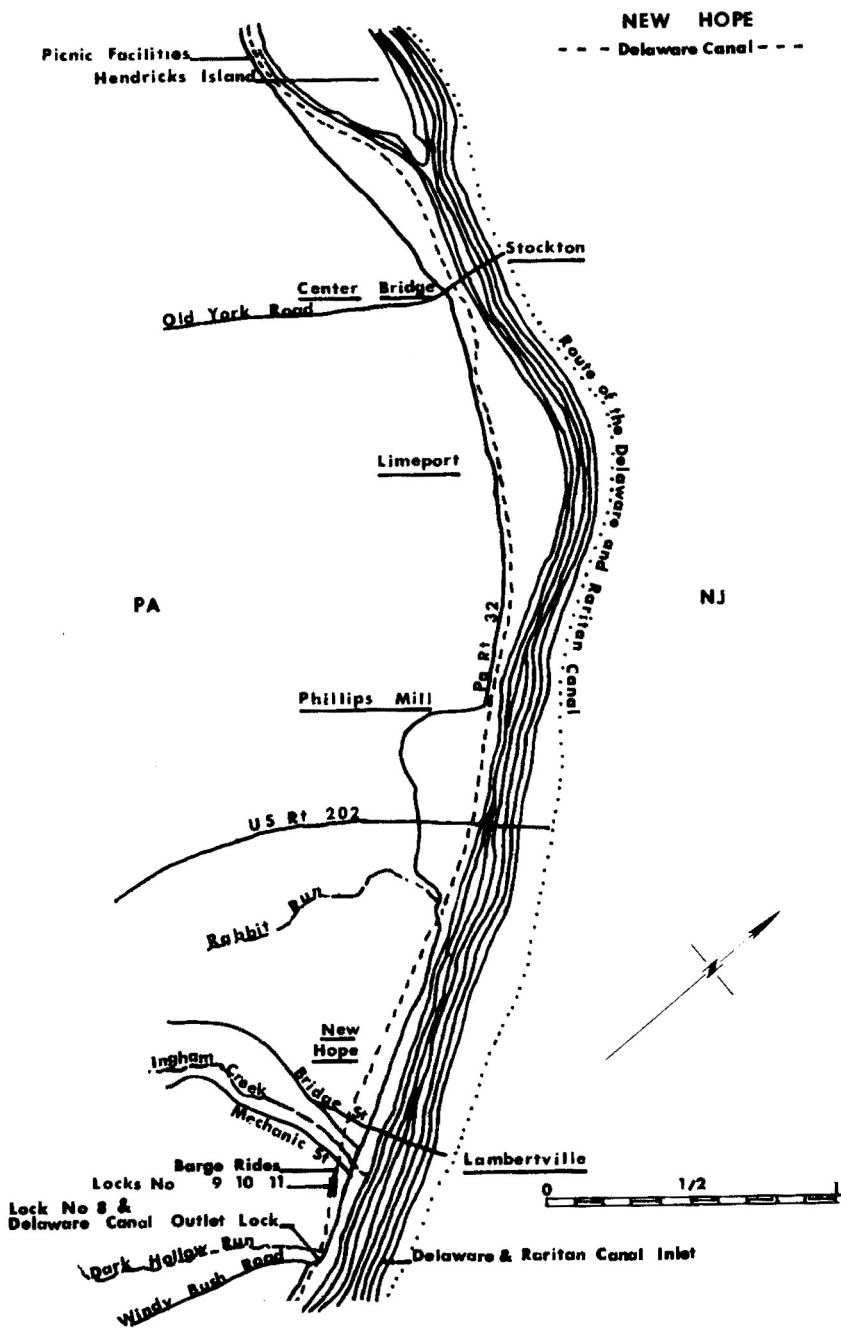 NEW HOPE
- - - Delaware Canal - - -
Picnic Facilities
Hendricks Island
Stockton
Center Bridge
Old York Road
Route of the Delaware and Raritan Canal
Limeport
PA
NJ
Pa Rt 32
Phillips Mill
US Rt 202
Rabbit Run
N
New
Hope
Ingham Creek
Bridge St
Mechanic St
Lambertville
Barge Rides
Locks No 9 10 11
0 1/2
Lock No 8 &
Delaware Canal Outlet Lock
Dark Hollow Run
Delaware & Raritan Canal Inlet
Windy Bush Road